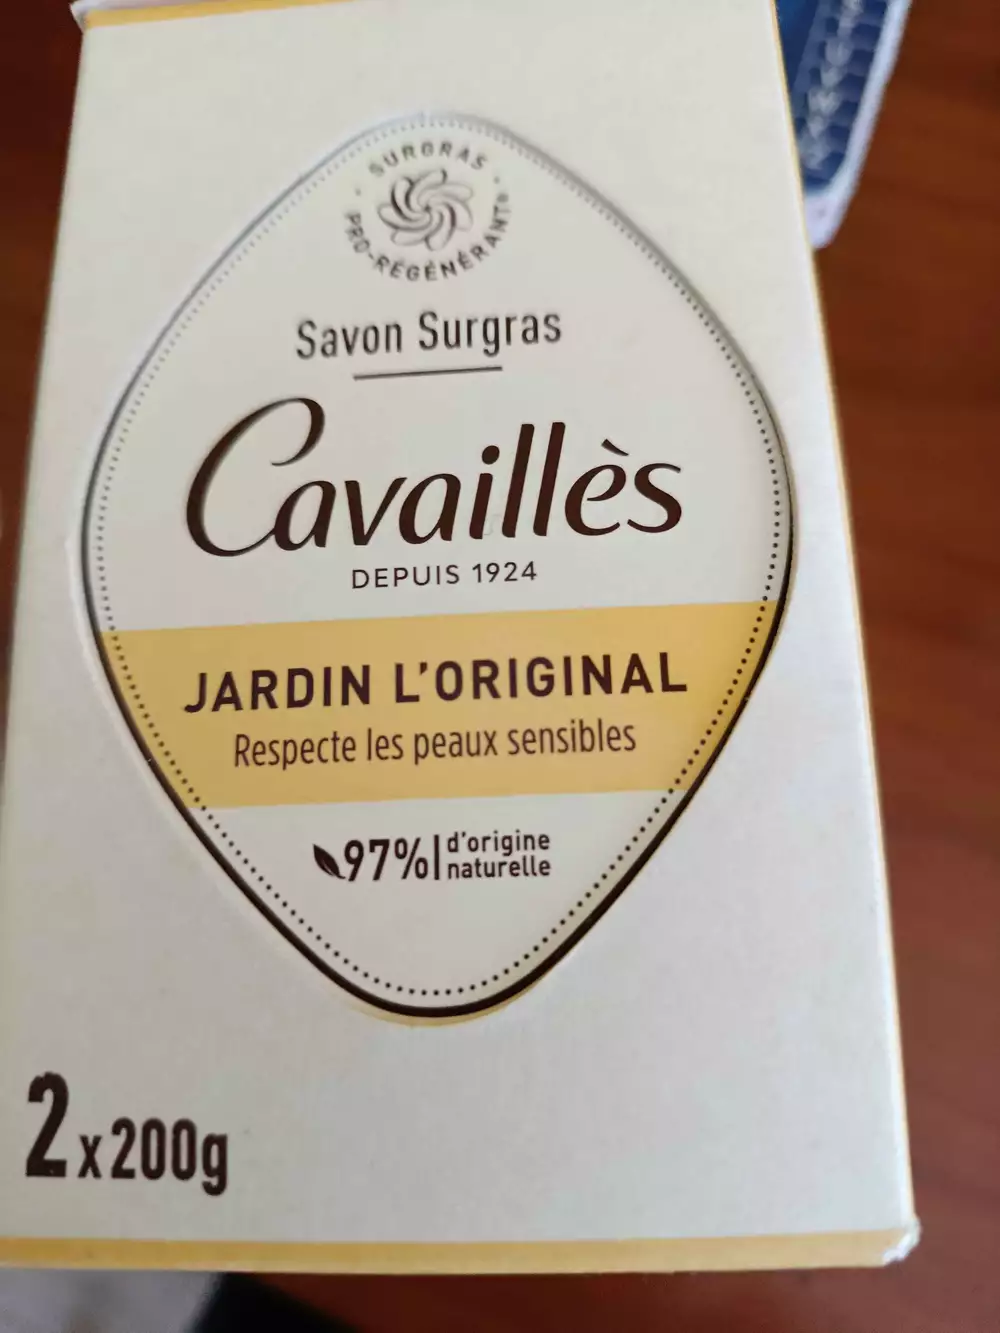 SURGRAS
PRO-RÉGÉNÉRANT®
Savon Surgras
Cavaillès
DEPUIS 1924
JARDIN L'ORIGINAL
Respecte les peaux sensibles
97% d'origine
naturelle
2x200g